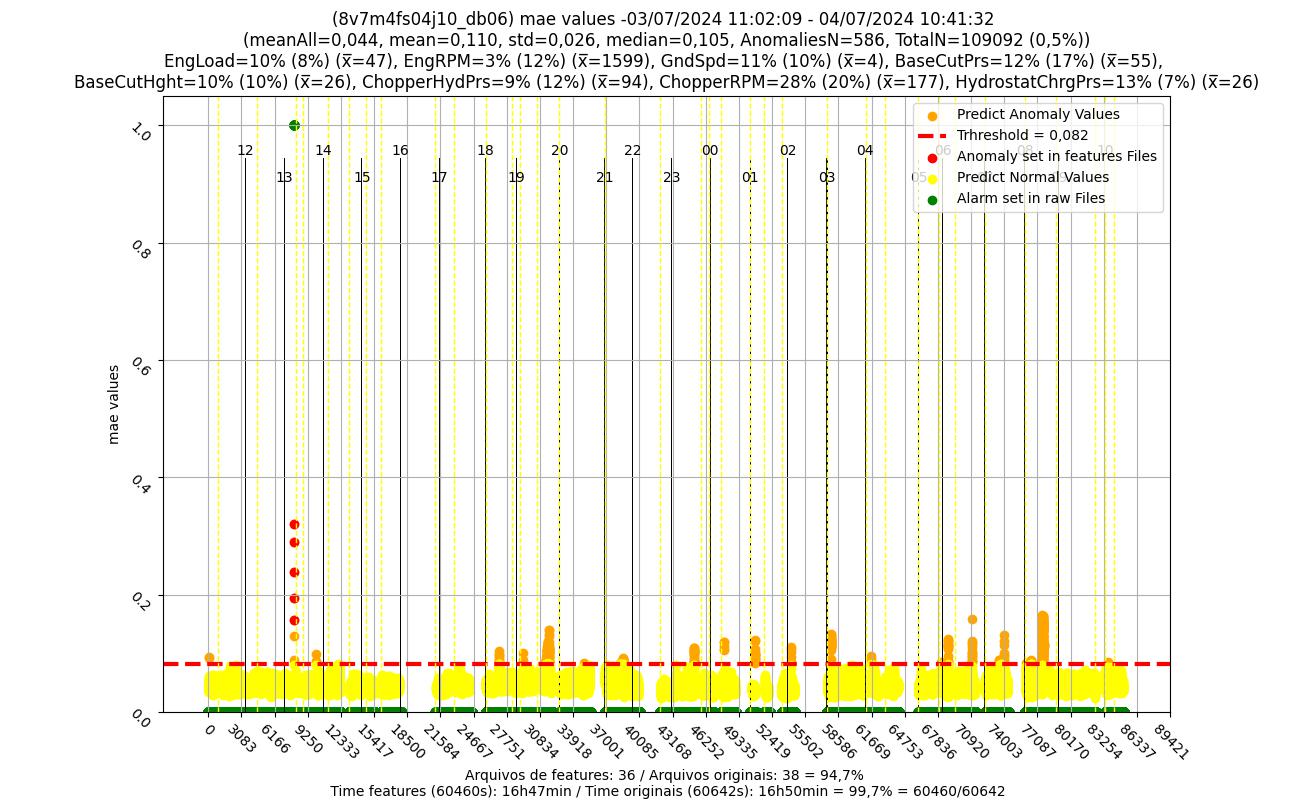 (8v7m4fs04j10_db06) mae values -03/07/2024 11:02:09 - 04/07/2024 10:41:32
(meanAll=0,044, mean=0,110, std=0,026, median=0,105, AnomaliesN=586, TotalN=109092 (0,5%))
EngLoad=10% (8%) (x̅=47), EngRPM=3% (12%) (x̅=1599), GndSpd=11% (10%) (x̅=4), BaseCutPrs=12% (17%) (x̅=55),
BaseCutHght=10% (10%) (x̅=26), ChopperHydPrs=9% (12%) (x̅=94), ChopperRPM=28% (20%) (x̅=177), HydrostatChrgPrs=13% (7%) (x̅=26)
Predict Anomaly Values
Trhreshold = 0,082
Anomaly set in features Files
Predict Normal Values
Alarm set in raw Files
12 14 16 18 20 22 00 02 04 06 08 10
13 15 17 19 21 23 01 03 05 09
mae values
1.0
0.8
0.6
0.4
0.2
0.0
0 3083 6166 9250 12333 15417 18500 21584 24667 27751 30834 33918 37001 40085 43168 46252 49335 52419 55502 58586 61669 64753 67836 70920 74003 77087 80170 83254 86337 89421
Arquivos de features: 36 / Arquivos originais: 38 = 94,7%
Time features (60460s): 16h47min / Time originais (60642s): 16h50min = 99,7% = 60460/60642